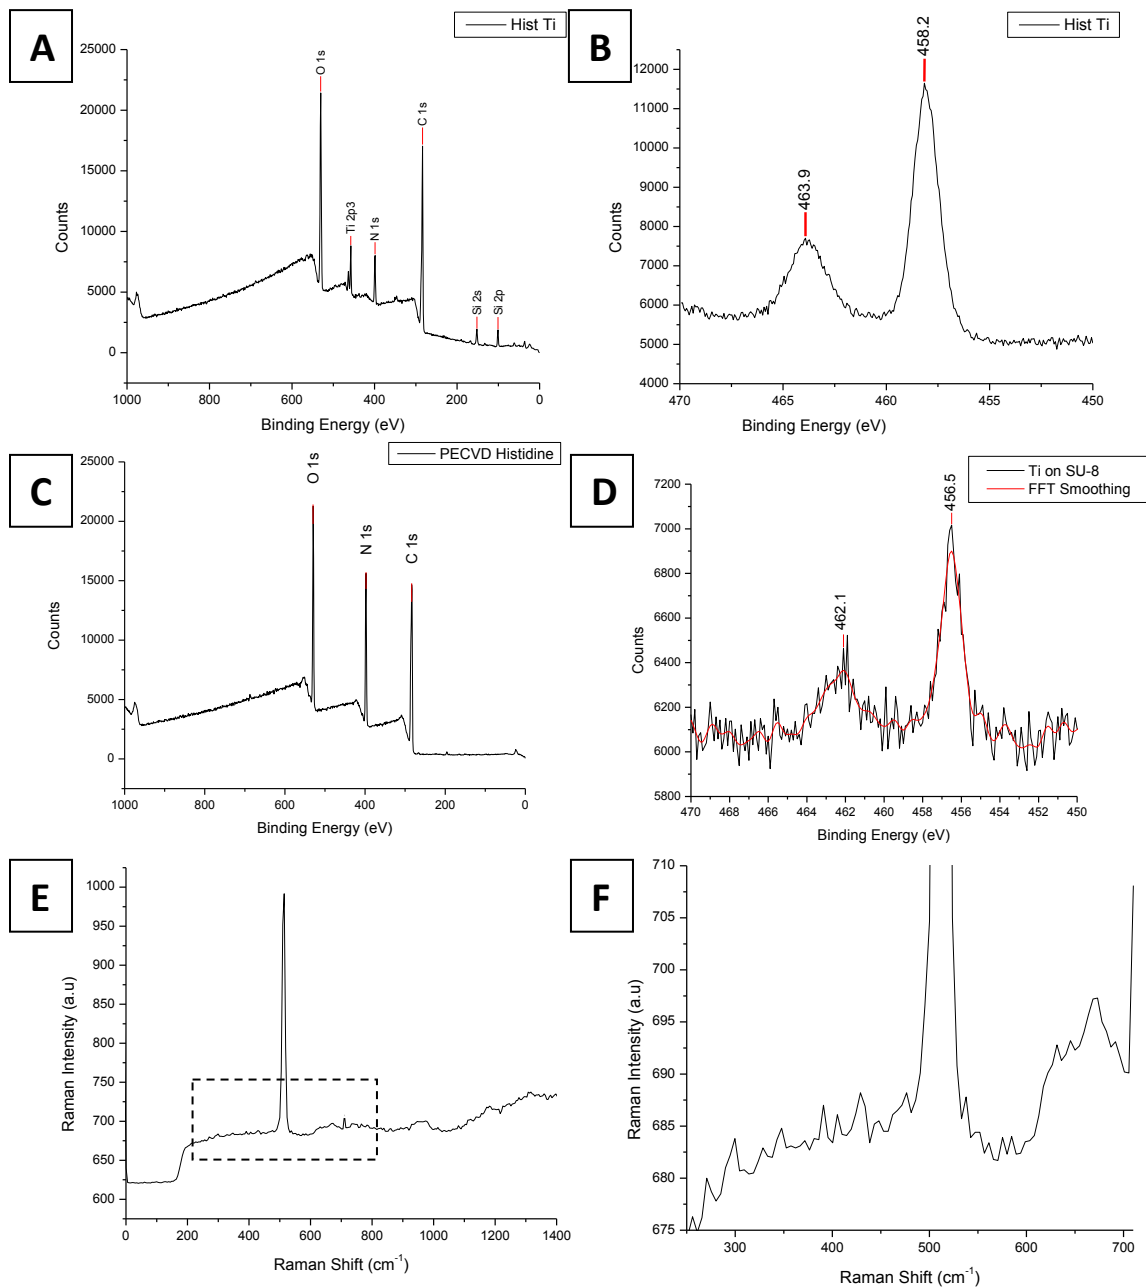 A
Hist Ti
25000
20000
15000
10000
5000
0
Counts
O 1s
Ti 2p3
N 1s
C 1s
Si 2s
Si 2p
1000
800
600
400
200
0
Binding Energy (eV)
B
Hist Ti
12000
11000
10000
9000
8000
7000
6000
5000
4000
Counts
463.9
458.2
470
465
460
455
450
Binding Energy (eV)
C
PECVD Histidine
25000
20000
15000
10000
5000
0
Counts
O 1s
N 1s
C 1s
1000
800
600
400
200
0
Binding Energy (eV)
D
Ti on SU-8
FFT Smoothing
7200
7000
6800
6600
6400
6200
6000
5800
Counts
462.1
456.5
470
468
466
464
462
460
458
456
454
452
450
Binding Energy (eV)
E
1000
950
900
850
800
750
700
650
600
Raman Intensity (a.u)
0
200
400
600
800
1000
1200
1400
Raman Shift (cm⁻¹)
F
710
705
700
695
690
685
680
675
Raman Intensity (a.u)
300
400
500
600
700
Raman Shift (cm⁻¹)